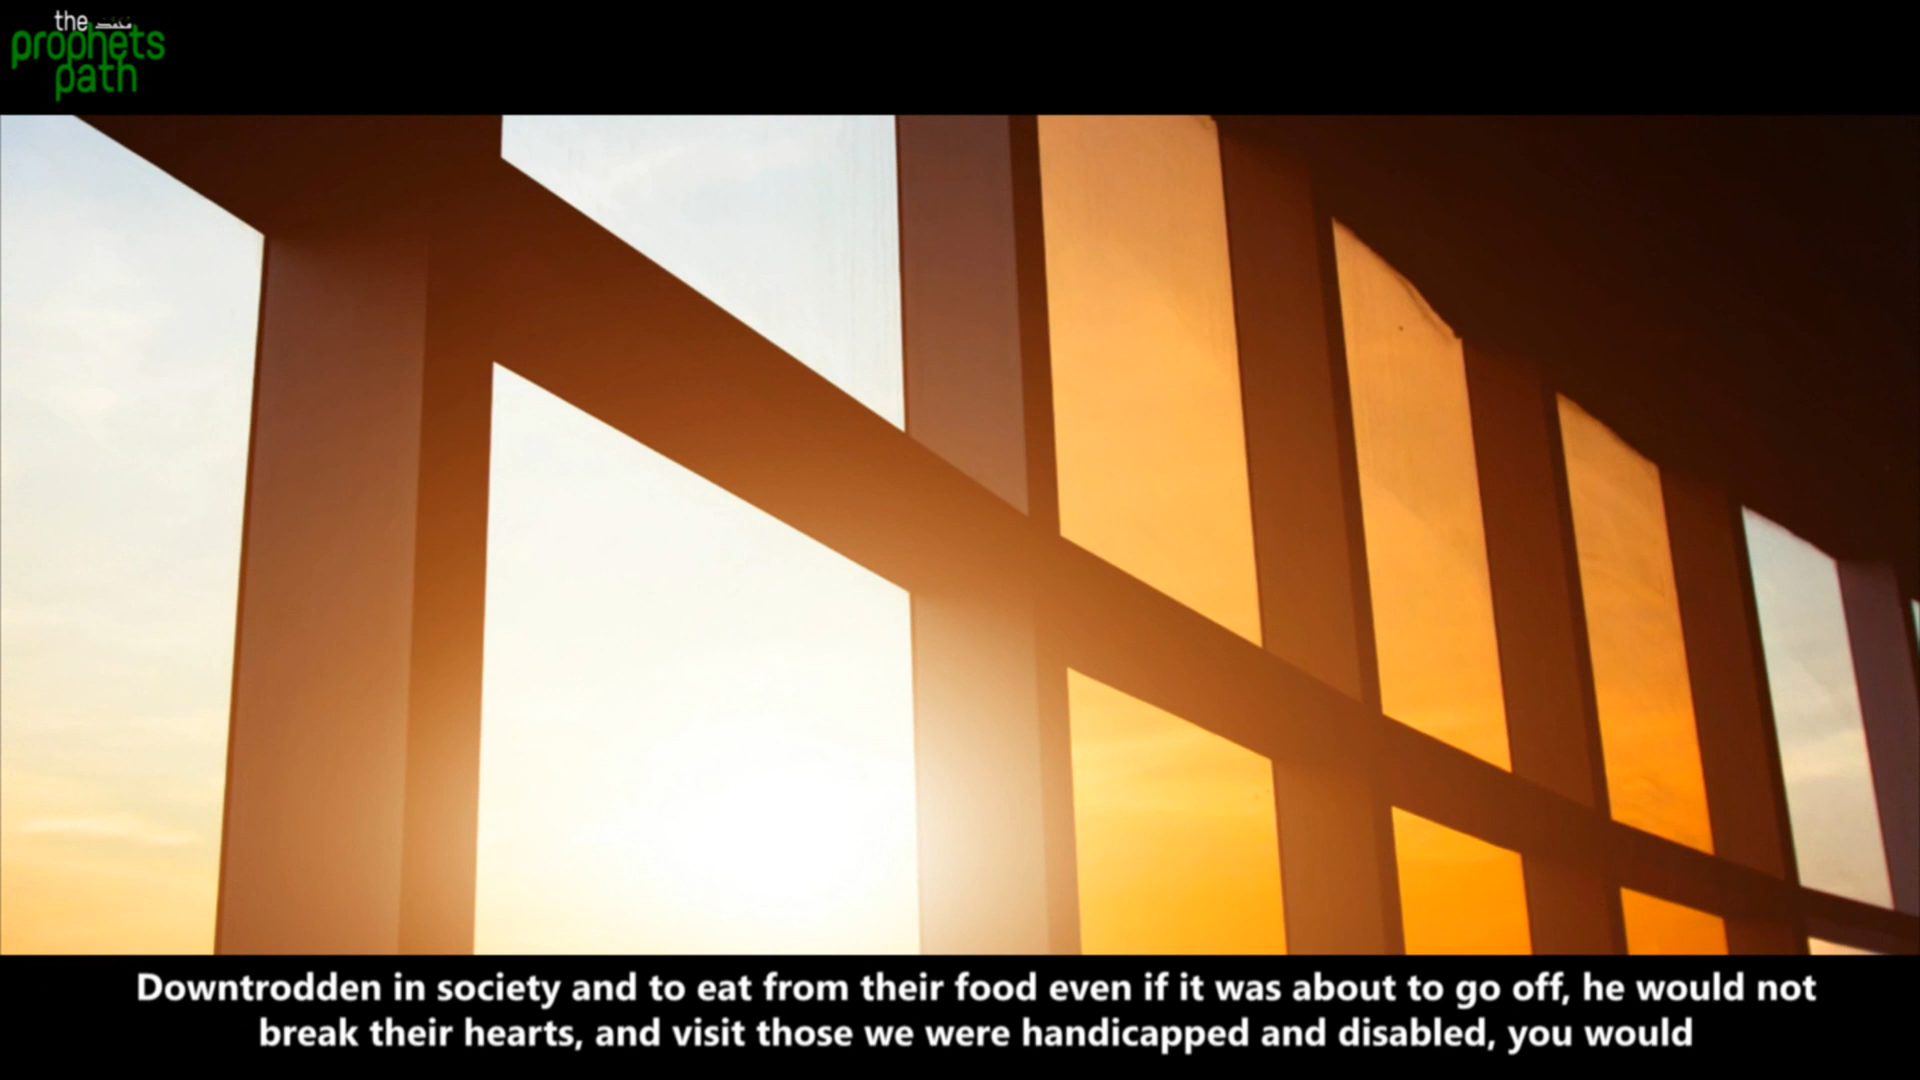 the محمد
prophets
path
Downtrodden in society and to eat from their food even if it was about to go off, he would not
break their hearts, and visit those we were handicapped and disabled, you would